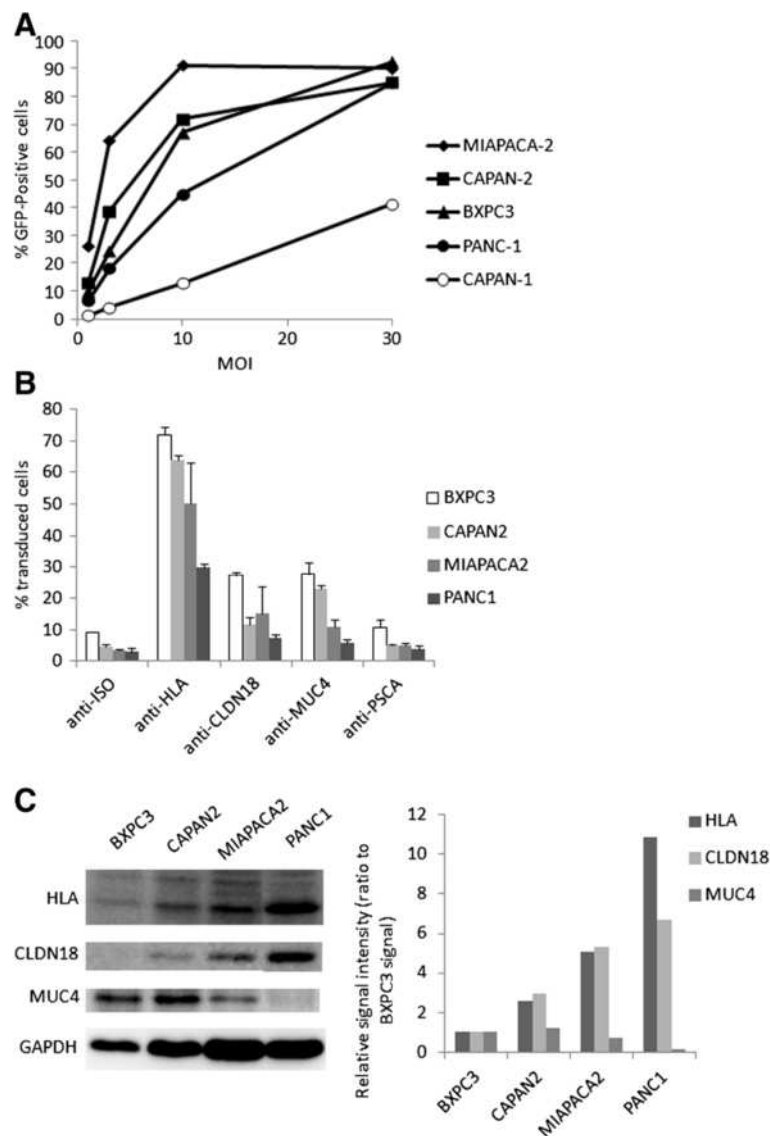 A
100
90
80
70
60
50
40
30
20
10
0
% GFP-Positive cells
0
10
20
30
MOI
MIAPACA-2
CAPAN-2
BXPC3
PANC-1
CAPAN-1
B
80
70
60
50
40
30
20
10
0
% transduced cells
anti-ISO
anti-HLA
anti-CLDN18
anti-MUC4
anti-PSCA
BXPC3
CAPAN2
MIAPACA2
PANC1
C
BXPC3
CAPAN2
MIAPACA2
PANC1
HLA
CLDN18
MUC4
GAPDH
Relative signal intensity (ratio to
BXPC3 signal)
12
10
8
6
4
2
0
BXPC3
CAPAN2
MIAPACA2
PANC1
HLA
CLDN18
MUC4